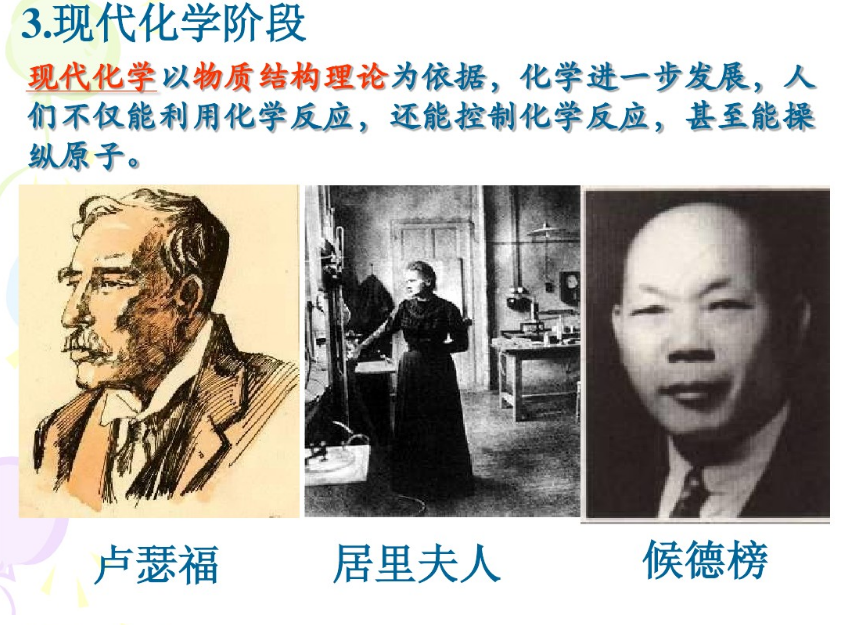 3.现代化学阶段
现代化学以物质结构理论为依据，化学进一步发展，人
们不仅能利用化学反应，还能控制化学反应，甚至能操
纵原子。
卢瑟福 居里夫人 候德榜